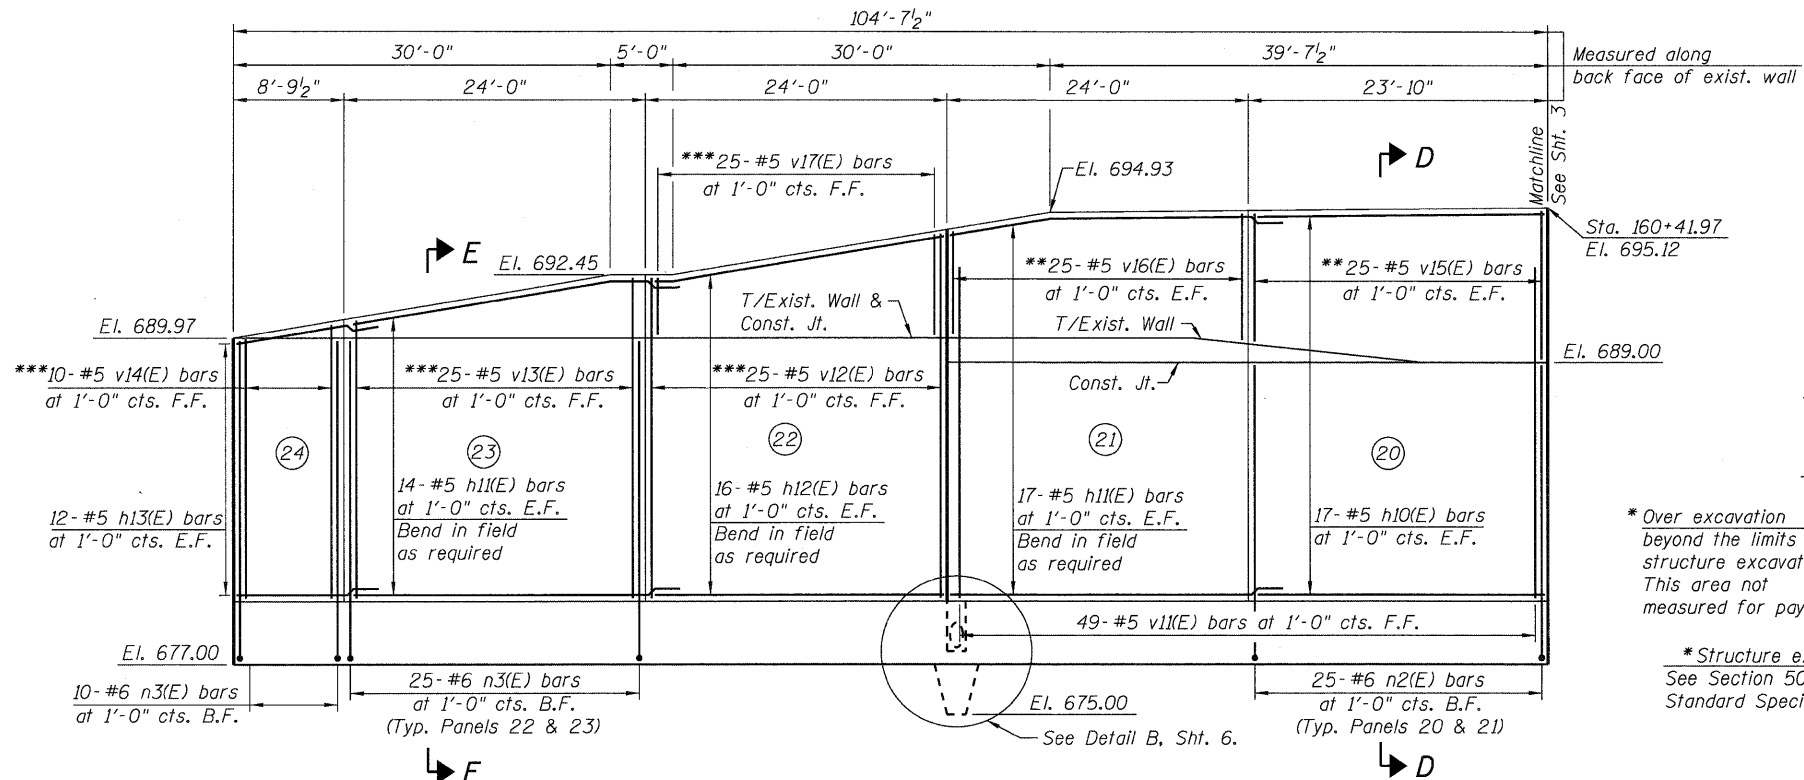 104'-7½"
30'-0"
5'-0"
30'-0"
39'-7½"
Measured along
back face of exist. wall
8'-9½"
24'-0"
24'-0"
24'-0"
23'-10"
Matchline
See Sht. 3
***25-#5 v17(E) bars
at 1'-0" cts. F.F.
El. 694.93
D
Sta. 160+41.97
El. 695.12
E
El. 692.45
**25-#5 v16(E) bars
at 1'-0" cts. E.F.
**25-#5 v15(E) bars
at 1'-0" cts. E.F.
T/Exist. Wall &
Const. Jt.
T/Exist. Wall
El. 689.97
El. 689.00
Const. Jt.
***10-#5 v14(E) bars
at 1'-0" cts. F.F.
***25-#5 v13(E) bars
at 1'-0" cts. F.F.
***25-#5 v12(E) bars
at 1'-0" cts. F.F.
24
23
22
21
20
12-#5 h13(E) bars
at 1'-0" cts. E.F.
14-#5 h11(E) bars
at 1'-0" cts. E.F.
Bend in field
as required
16-#5 h12(E) bars
at 1'-0" cts. E.F.
Bend in field
as required
17-#5 h11(E) bars
at 1'-0" cts. E.F.
Bend in field
as required
17-#5 h10(E) bars
at 1'-0" cts. E.F.
* Over excavation
beyond the limits
structure excavat
This area not
measured for pay
49-#5 v11(E) bars at 1'-0" cts. F.F.
El. 677.00
10-#6 n3(E) bars
at 1'-0" cts. B.F.
25-#6 n3(E) bars
at 1'-0" cts. B.F.
(Typ. Panels 22 & 23)
El. 675.00
See Detail B, Sht. 6.
25-#6 n2(E) bars
at 1'-0" cts. B.F.
(Typ. Panels 20 & 21)
* Structure e
See Section 50
Standard Speci
D